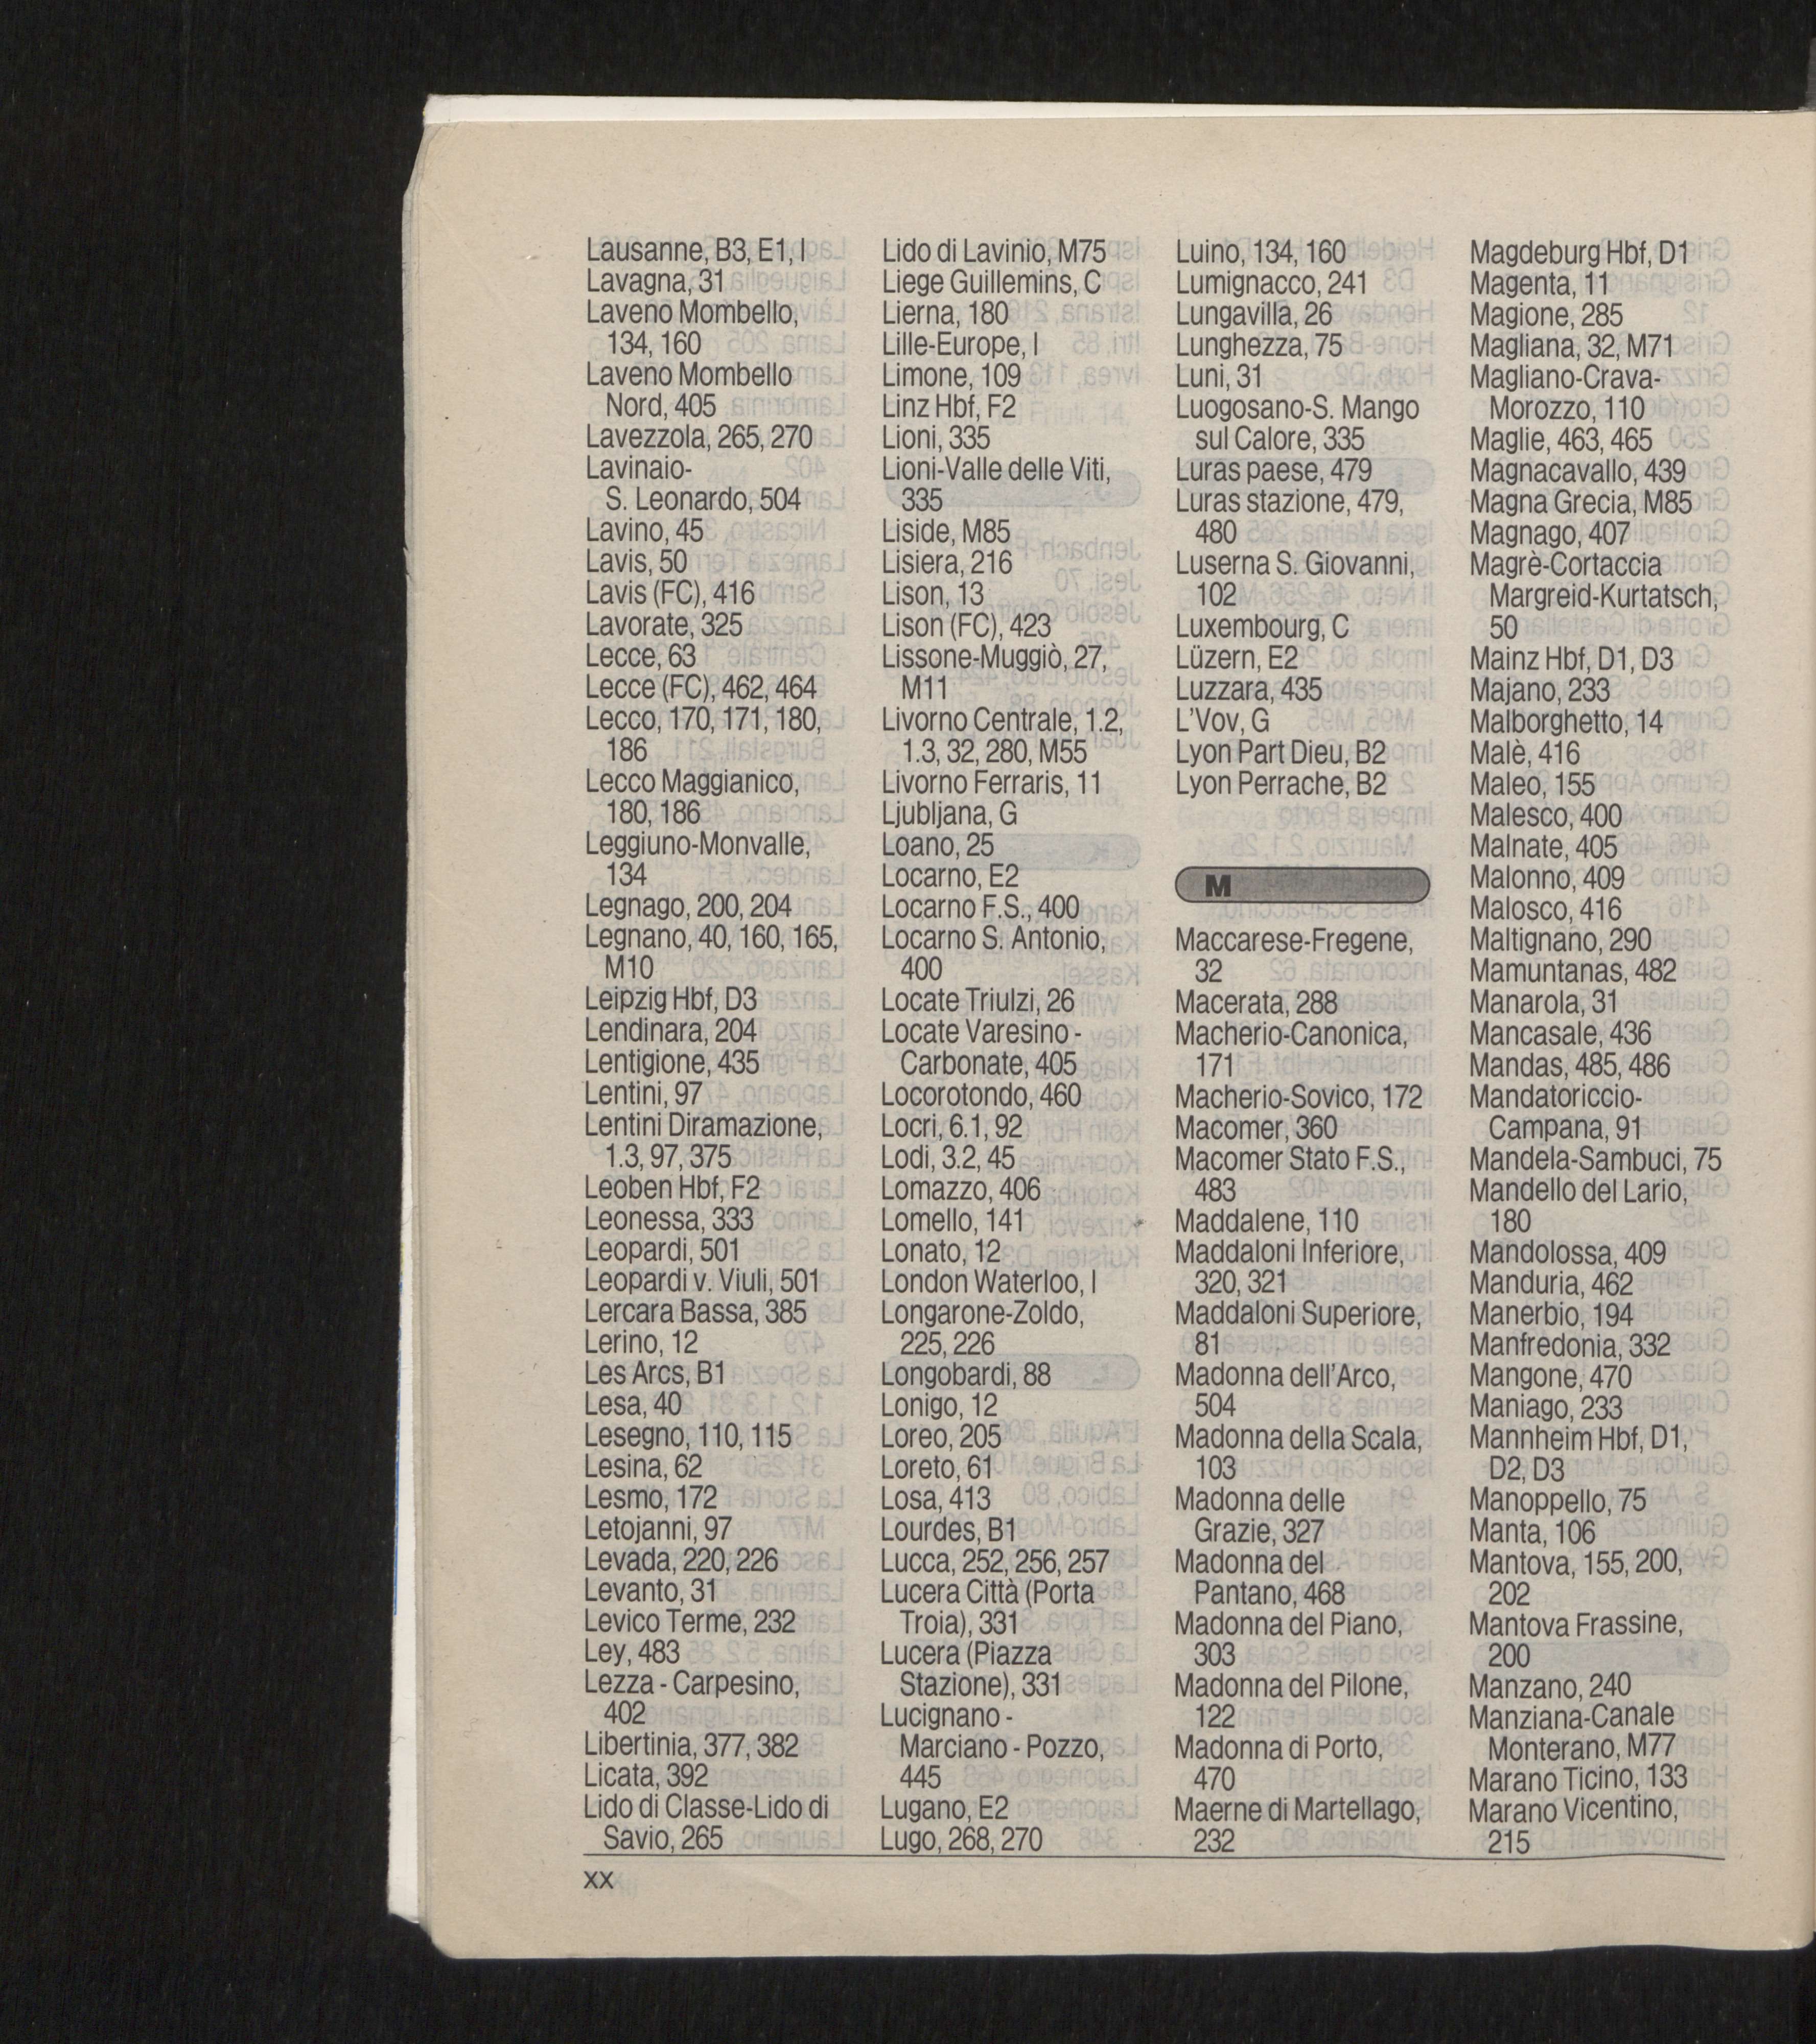 Lausanne, B3, E1, I
Lavagna, 31
Laveno Mombello,
134, 160
Laveno Mombello
Nord, 405
Lavezzola, 265, 270
Lavinaio-
S. Leonardo, 504
Lavino, 45
Lavis, 50
Lavis (FC), 416
Lavorate, 325
Lecce, 63
Lecce (FC), 462, 464
Lecco, 170, 171, 180,
186
Lecco Maggianico,
180, 186
Leggiuno-Monvalle,
134
Legnago, 200, 204
Legnano, 40, 160, 165,
M10
Leipzig Hbf, D3
Lendinara, 204
Lentigione, 435
Lentini, 97
Lentini Diramazione,
1.3, 97, 375
Leoben Hbf, F2
Leonessa, 333
Leopardi, 501
Leopardi v. Viuli, 501
Lercara Bassa, 385
Lerino, 12
Les Arcs, B1
Lesa, 40
Lesegno, 110, 115
Lesina, 62
Lesmo, 172
Letojanni, 97
Levada, 220, 226
Levanto, 31
Levico Terme, 232
Ley, 483
Lezza - Carpesino,
402
Libertinia, 377, 382
Licata, 392
Lido di Classe-Lido di
Savio, 265
Lido di Lavinio, M75
Liege Guillemins, C
Lierna, 180
Lille-Europe, I
Limone, 109
Linz Hbf, F2
Lioni, 335
Lioni-Valle delle Viti,
335
Liside, M85
Lisiera, 216
Lison, 13
Lison (FC), 423
Lissone-Muggiò, 27,
M11
Livorno Centrale, 1.2,
1.3, 32, 280, M55
Livorno Ferraris, 11
Ljubljana, G
Loano, 25
Locarno, E2
Locarno F.S., 400
Locarno S. Antonio,
400
Locate Triulzi, 26
Locate Varesino -
Carbonate, 405
Locorotondo, 460
Locri, 6.1, 92
Lodi, 3.2, 45
Lomazzo, 406
Lomello, 141
Lonato, 12
London Waterloo, I
Longarone-Zoldo,
225, 226
Longobardi, 88
Lonigo, 12
Loreo, 205
Loreto, 61
Losa, 413
Lourdes, B1
Lucca, 252, 256, 257
Lucera Città (Porta
Troia), 331
Lucera (Piazza
Stazione), 331
Lucignano -
Marciano - Pozzo,
445
Lugano, E2
Lugo, 268, 270
Luino, 134, 160
Lumignacco, 241
Lungavilla, 26
Lunghezza, 75
Luni, 31
Luogosano-S. Mango
sul Calore, 335
Luras paese, 479
Luras stazione, 479,
480
Luserna S. Giovanni,
102
Luxembourg, C
Lüzern, E2
Luzzara, 435
L'Vov, G
Lyon Part Dieu, B2
Lyon Perrache, B2
M
Maccarese-Fregene,
32
Macerata, 288
Macherio-Canonica,
171
Macherio-Sovico, 172
Macomer, 360
Macomer Stato F.S.,
483
Maddalene, 110
Maddaloni Inferiore,
320, 321
Maddaloni Superiore,
81
Madonna dell'Arco,
504
Madonna della Scala,
103
Madonna delle
Grazie, 327
Madonna del
Pantano, 468
Madonna del Piano,
303
Madonna del Pilone,
122
Madonna di Porto,
470
Maerne di Martellago,
232
Magdeburg Hbf, D1
Magenta, 11
Magione, 285
Magliana, 32, M71
Magliano-Crava-
Morozzo, 110
Maglie, 463, 465
Magnacavallo, 439
Magna Grecia, M85
Magnago, 407
Magrè-Cortaccia
Margreid-Kurtatsch,
50
Mainz Hbf, D1, D3
Majano, 233
Malborghetto, 14
Malè, 416
Maleo, 155
Malesco, 400
Malnate, 405
Malonno, 409
Malosco, 416
Maltignano, 290
Mamuntanas, 482
Manarola, 31
Mancasale, 436
Mandas, 485, 486
Mandatoriccio-
Campana, 91
Mandela-Sambuci, 75
Mandello del Lario,
180
Mandolossa, 409
Manduria, 462
Manerbio, 194
Manfredonia, 332
Mangone, 470
Maniago, 233
Mannheim Hbf, D1,
D2, D3
Manoppello, 75
Manta, 106
Mantova, 155, 200,
202
Mantova Frassine,
200
Manzano, 240
Manziana-Canale
Monterano, M77
Marano Ticino, 133
Marano Vicentino,
215
XX